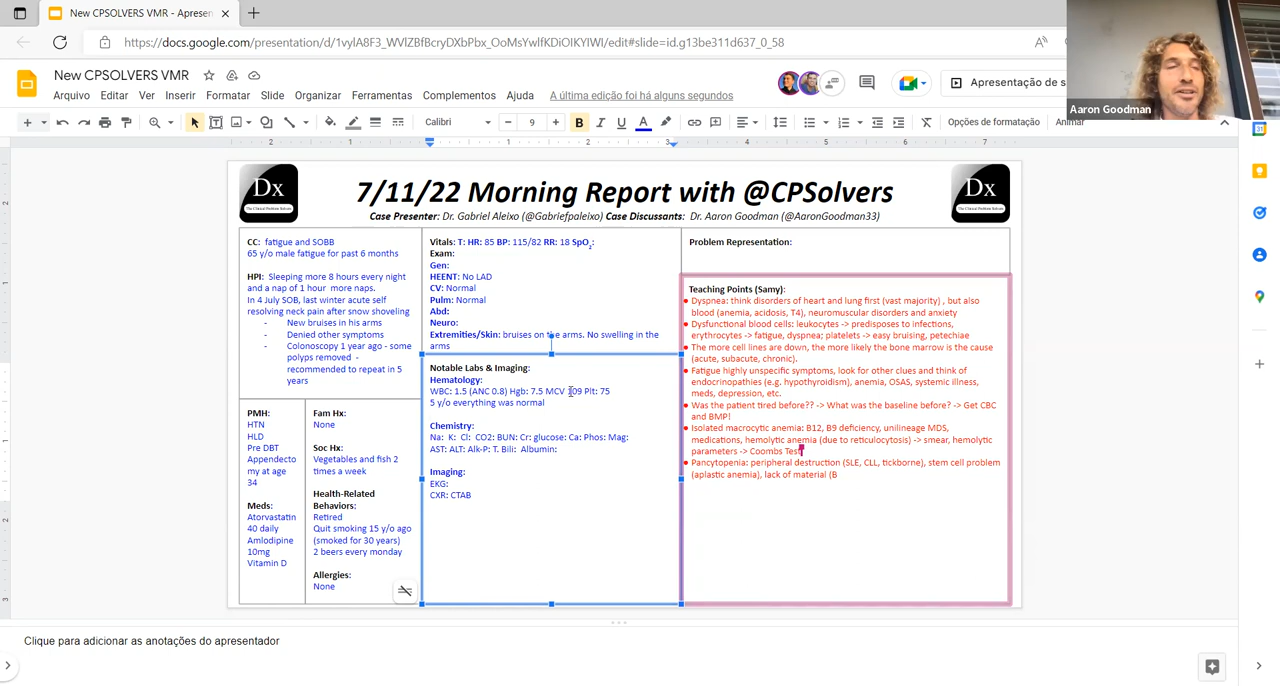 New CPSOLVERS VMR - Apresen
https://docs.google.com/presentation/d/1vylA8F3_WVlZBfBcryDXbPbx_OoMsYwlfKDiOIKYIWI/edit#slide=id.g13be311d637_0_58
New CPSOLVERS VMR
Arquivo
Ver Inserir
Slide Organizar Ferramentas
Ajuda A última edição foi há alguns segundos
Apresentação de s
Aaron Goodman
Calibri
9
Opções de formatação
Animar
Dx
The Clinical Problem Solvers
7/11/22 Morning Report with @CPSolvers
Case Presenter: Dr. Gabriel Aleixo (@Gabriefpaleixo) Case Discussants: Dr. Aaron Goodman (@AaronGoodman33)
Dx
The Clinical Problem Solvers
CC: fatigue and SOBB
65 y/o male fatigue for past 6 months
HPI: Sleeping more 8 hours every night
and a nap of 1 hour more naps.
In 4 July SOB, last winter acute self
resolving neck pain after snow shoveling
- New bruises in his arms
- Denied other symptoms
- Colonoscopy 1 year ago - some
polyps removed -
recommended to repeat in 5
years
PMH:
HTN
HLD
Pre DBT
Appendecto
my at age
34
Meds:
Atorvastatin
40 daily
Amlodipine
10mg
Vitamin D
Fam Hx:
None
Soc Hx:
Vegetables and fish 2
times a week
Health-Related
Behaviors:
Retired
Quit smoking 15 y/o ago
(smoked for 30 years)
2 beers every monday
Allergies:
None
Vitals: T: HR: 85 BP: 115/82 RR: 18 SpO2:
Exam:
Gen:
HEENT: No LAD
CV: Normal
Pulm: Normal
Abd:
Neuro:
Extremities/Skin: bruises on the arms. No swelling in the
arms
Notable Labs & Imaging:
Hematology:
WBC: 1.5 (ANC 0.8) Hgb: 7.5 MCV 109 Plt: 75
5 y/o everything was normal
Chemistry:
Na: K: Cl: CO2: BUN: Cr: glucose: Ca: Phos: Mag:
AST: ALT: Alk-P: T. Bili: Albumin:
Imaging:
EKG:
CXR: CTAB
Problem Representation:
Teaching Points (Samy):
● Dyspnea: think disorders of heart and lung first (vast majority) , but also
blood (anemia, acidosis, T4), neuromuscular disorders and anxiety
● Dysfunctional blood cells: leukocytes -> predisposes to infections,
erythrocytes -> fatigue, dyspnea; platelets -> easy bruising, petechiae
● The more cell lines are down, the more likely the bone marrow is the cause
(acute, subacute, chronic).
● Fatigue highly unspecific symptoms, look for other clues and think of
endocrinopathies (e.g. hypothyroidism), anemia, OSAS, systemic illness,
meds, depression, etc.
● Was the patient tired before?? -> What was the baseline before? -> Get CBC
and BMP!
● Isolated macrocytic anemia: B12, B9 deficiency, unilineage MDS,
medications, hemolytic anemia (due to reticulocytosis) -> smear, hemolytic
parameters -> Coombs Test
● Pancytopenia: peripheral destruction (SLE, CLL, tickborne), stem cell problem
(aplastic anemia), lack of material (B
Clique para adicionar as anotações do apresentador